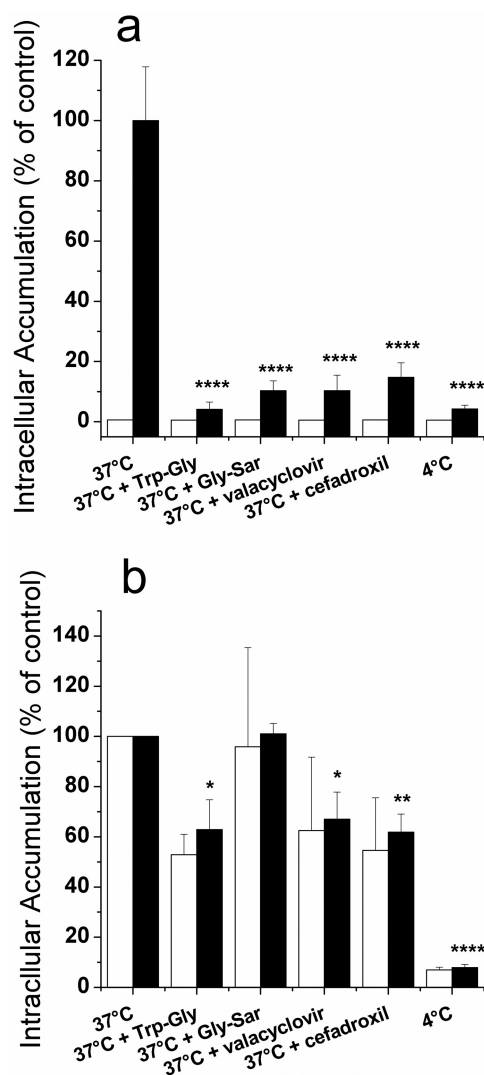 a
Intracellular Accumulation (% of control)
120
100
80
60
40
20
0
****
****
****
****
****
37°C
37°C + Trp-Gly
37°C + Gly-Sar
37°C + valacyclovir
37°C + cefadroxil
4°C
b
Intracllular Accumulation (% of control)
140
120
100
80
60
40
20
0
*
*
**
****
37°C
37°C + Trp-Gly
37°C + Gly-Sar
37°C + valacyclovir
37°C + cefadroxil
4°C